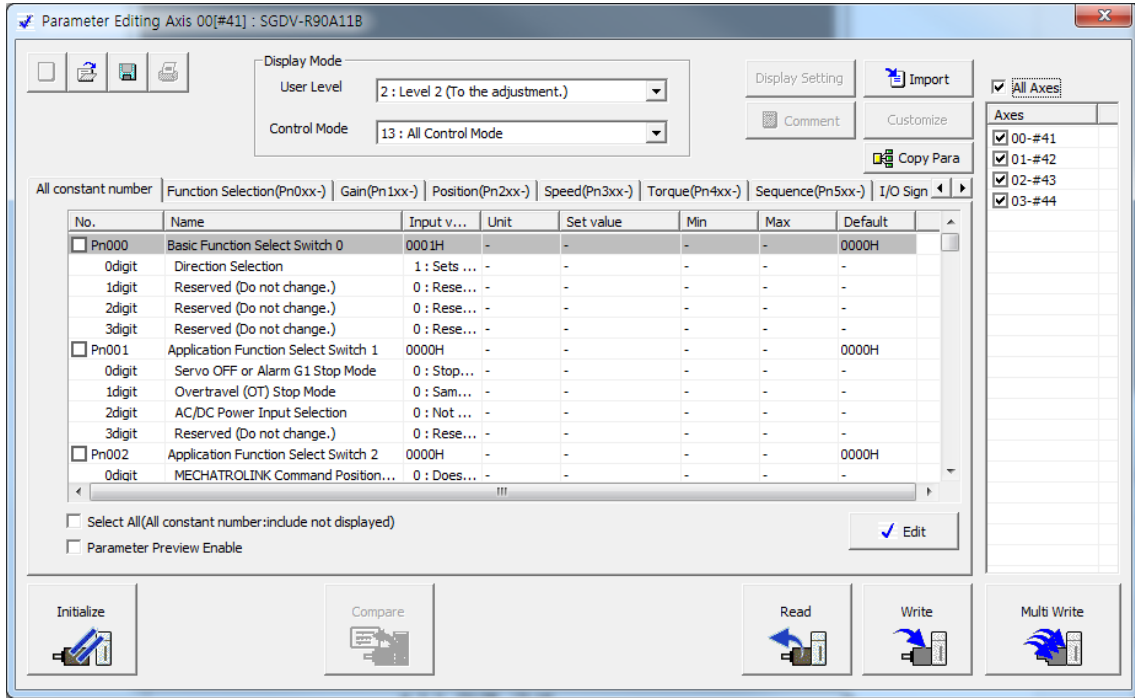 Parameter Editing Axis 00[#41] : SGDV-R90A11B
Display Mode
User Level
2 : Level 2 (To the adjustment.)
Control Mode
13 : All Control Mode
Display Setting
Import
Comment
Customize
Copy Para
All Axes
Axes
00-#41
01-#42
02-#43
03-#44
All constant number Function Selection(Pn0xx-) Gain(Pn1xx-) Position(Pn2xx-) Speed(Pn3xx-) Torque(Pn4xx-) Sequence(Pn5xx-) I/O Sign
No. Name Input v... Unit Set value Min Max Default
Pn000 Basic Function Select Switch 0 0001H - - - - 0000H
0digit Direction Selection 1 : Sets ... - - - - -
1digit Reserved (Do not change.) 0 : Rese... - - - - -
2digit Reserved (Do not change.) 0 : Rese... - - - - -
3digit Reserved (Do not change.) 0 : Rese... - - - - -
Pn001 Application Function Select Switch 1 0000H - - - - 0000H
0digit Servo OFF or Alarm G1 Stop Mode 0 : Stop... - - - - -
1digit Overtravel (OT) Stop Mode 0 : Sam... - - - - -
2digit AC/DC Power Input Selection 0 : Not ... - - - - -
3digit Reserved (Do not change.) 0 : Rese... - - - - -
Pn002 Application Function Select Switch 2 0000H - - - - 0000H
0digit MECHATROLINK Command Position... 0 : Does... - - - - -
Select All(All constant number:include not displayed)
Edit
Parameter Preview Enable
Initialize
Compare
Read
Write
Multi Write